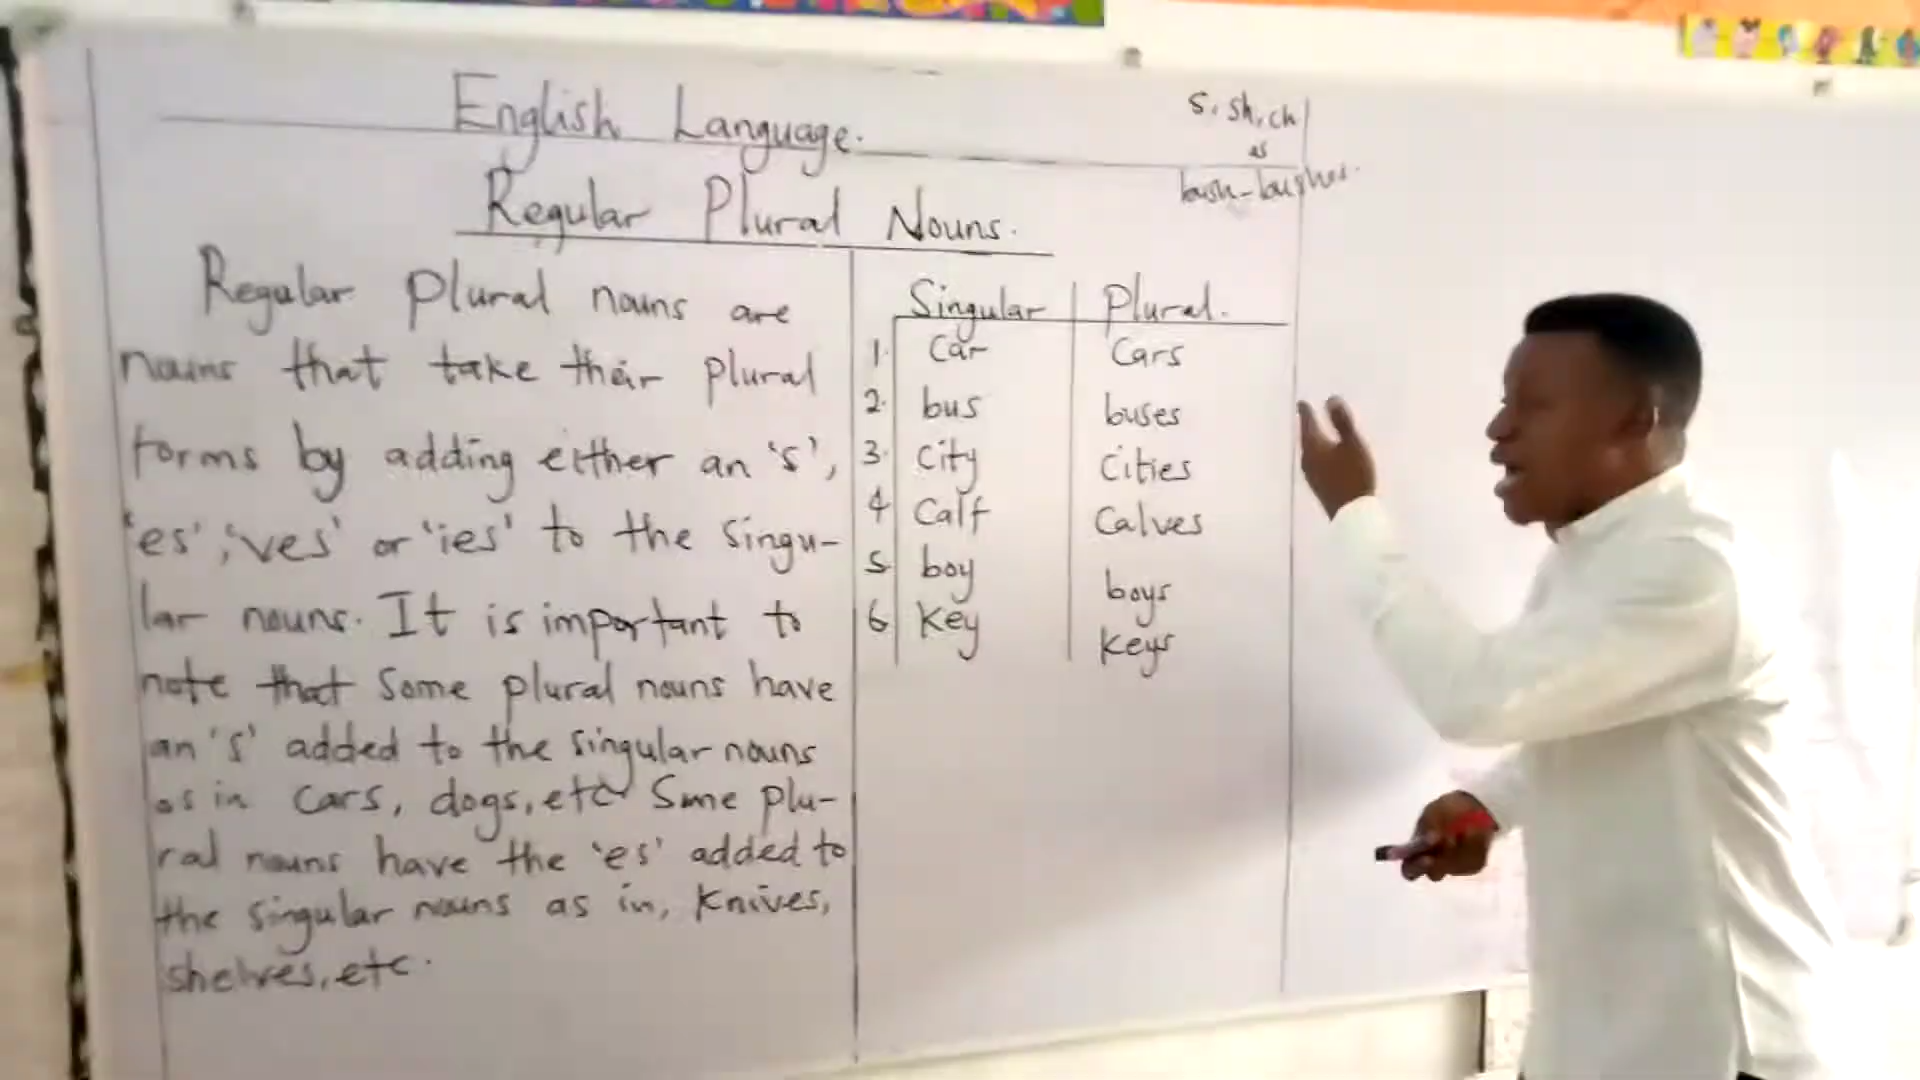 English Language.
s, sh, ch
as
bush - bushes.
Regular Plural Nouns.
Regular Plural nouns are
nouns that take their plural
forms by adding either an 's',
'es', 'ves' or 'ies' to the singu-
lar nouns. It is important to
note that some plural nouns have
an 's' added to the singular nouns
as in cars, dogs, etc Some plu-
ral nouns have the 'es' added to
the singular nouns as in, knives,
shelves, etc.
Singular Plural.
1. Car Cars
2. bus buses
3. City Cities
4 Calf Calves
5. boy boys
6. Key keys